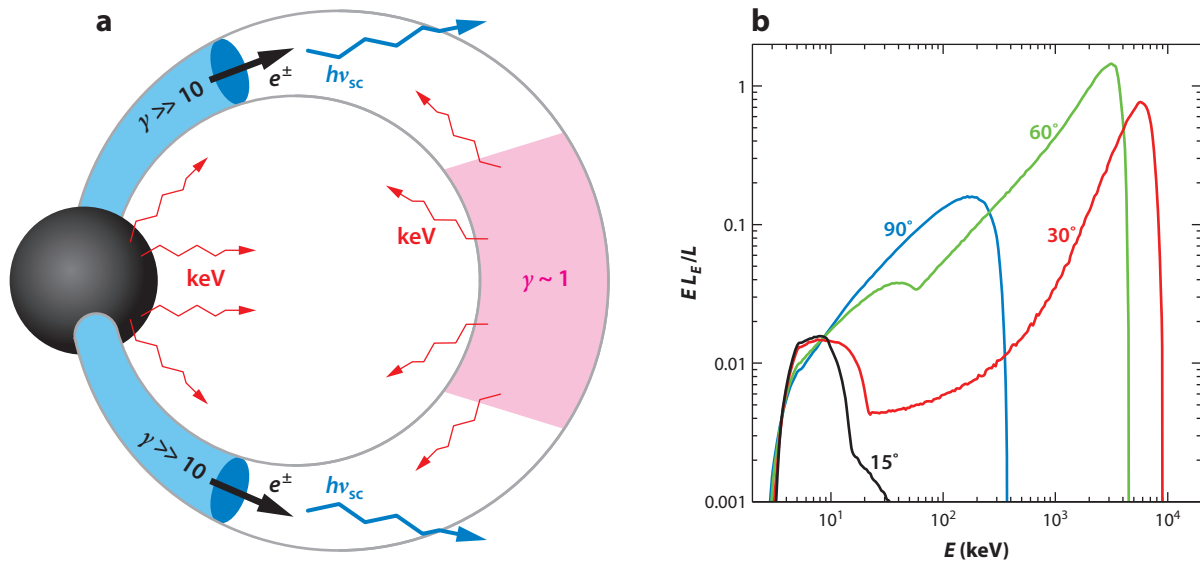 a
γ >> 10
e±
hνsc
keV
keV
γ ~ 1
γ >> 10
e±
hνsc
b
E LE/L
1
0.1
0.01
0.001
60°
90°
30°
15°
10¹
10²
10³
10⁴
E (keV)